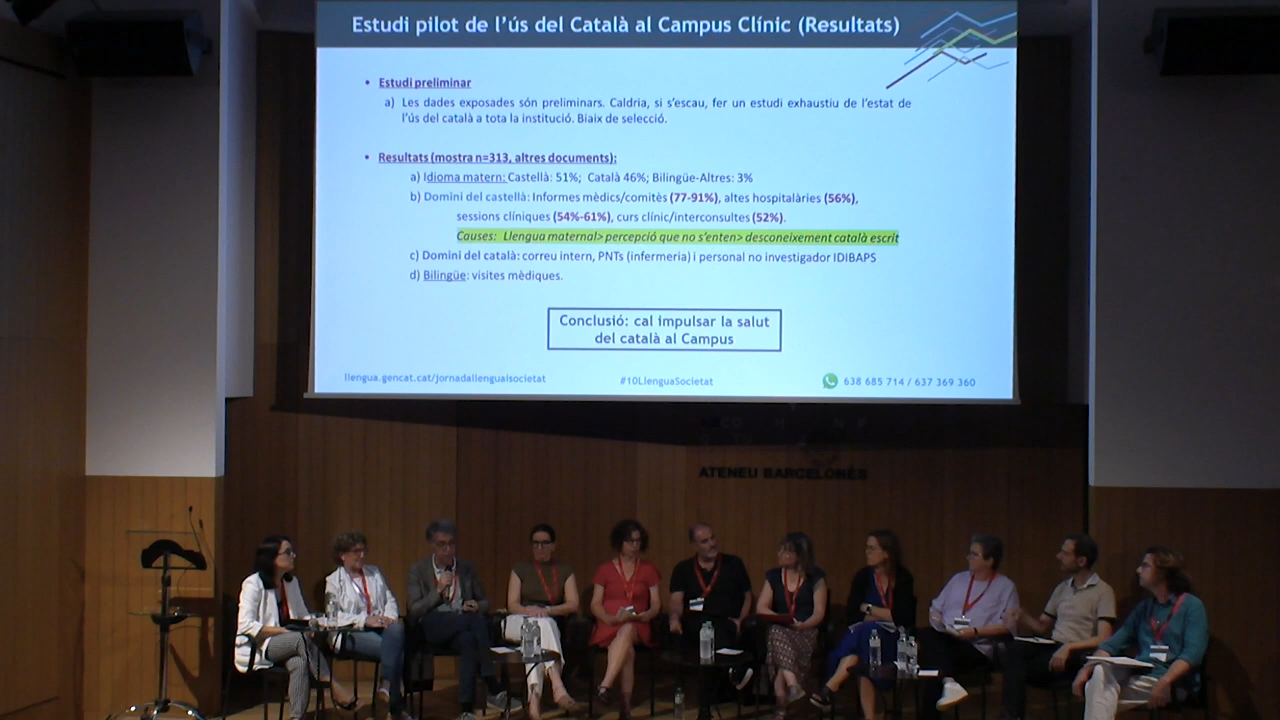 Estudi pilot de l'ús del Català al Campus Clínic (Resultats)
• Estudi preliminar
a) Les dades exposades són preliminars. Caldria, si s'escau, fer un estudi exhaustiu de l'estat de
l'ús del català a tota la institució. Biaix de selecció.
• Resultats (mostra n=313, altres documents):
a) Idioma matern: Castellà: 51%; Català 46%; Bilingüe-Altres: 3%
b) Domini del castellà: Informes mèdics/comitès (77-91%), altes hospitalàries (56%),
sessions clíniques (54%-61%), curs clínic/interconsultes (52%).
Causes: Llengua maternal> percepció que no s'enten> desconeixement català escrit
c) Domini del català: correu intern, PNTs (infermeria) i personal no investigador IDIBAPS
d) Bilingüe: visites mèdiques.
Conclusió: cal impulsar la salut
del català al Campus
llengua.gencat.cat/jornadallenguaisocietat
#10LlenguaSocietat
638 685 714 / 637 369 360
ATENEU BARCELONÈS